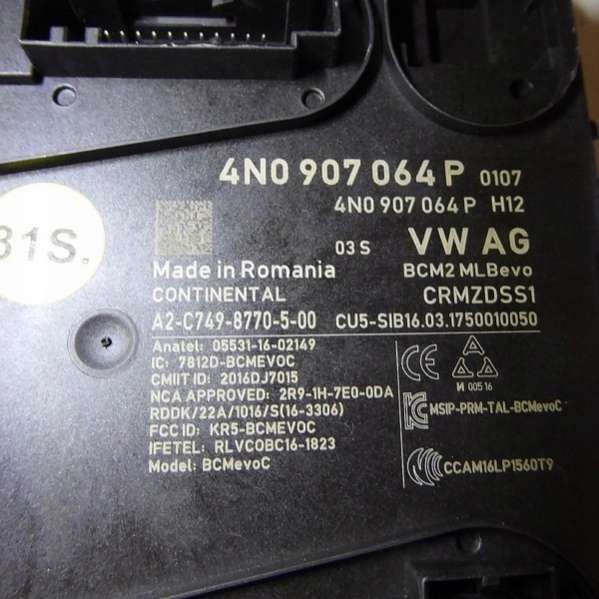 4N0 907 064 P 0107
4N0 907 064 P H12
31S.
03 S VW AG
Made in Romania BCM2 MLBevo
CONTINENTAL CRMZDSS1
A2-C749-8770-5-00 CU5-SIB16.03.1750010050
Anatel: 05531-16-02149
IC: 7812D-BCMEVOC
CMIIT ID: 2016DJ7015
NCA APPROVED: 2R9-1H-7E0-0DA
RDDK/22A/1016/S(16-3306)
FCC ID: KR5-BCMEVOC
IFETEL: RLVCOBC16-1823
Model: BCMevoC
CE
И 005 16
MSIP-PRM-TAL-BCMevoC
CCAM16LP1560T9